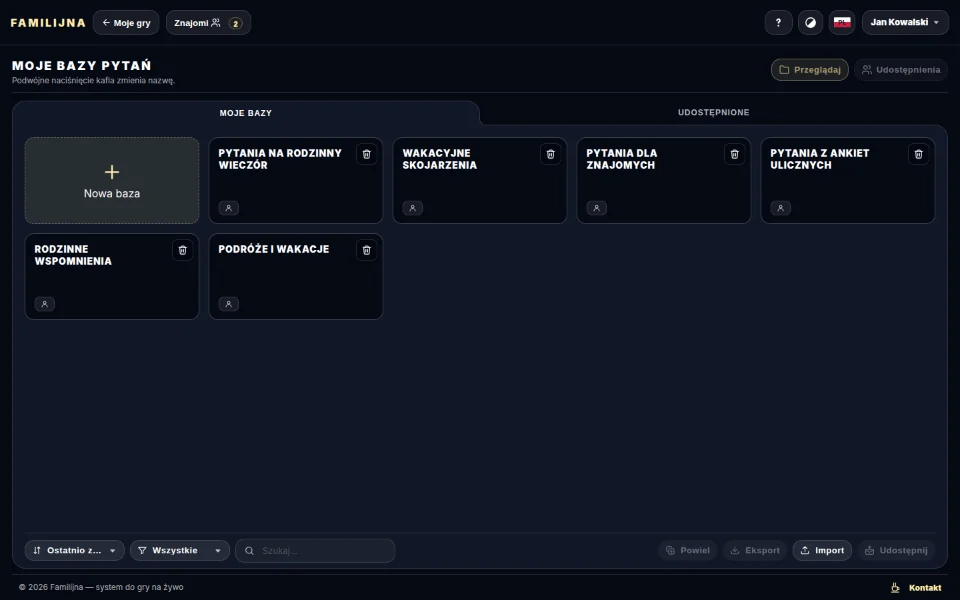 FAMILIJNA
← Moje gry
Znajomi 2
?
Jan Kowalski
MOJE BAZY PYTAŃ
Podwójne naciśnięcie kafla zmienia nazwę.
Przeglądaj
Udostępnienia
MOJE BAZY
UDOSTĘPNIONE
+
Nowa baza
PYTANIA NA RODZINNY
WIECZÓR
WAKACYJNE
SKOJARZENIA
PYTANIA DLA
ZNAJOMYCH
PYTANIA Z ANKIET
ULICZNYCH
RODZINNE
WSPOMNIENIA
PODRÓŻE I WAKACJE
Ostatnio z...
Wszystkie
Szukaj...
Powiel
Eksport
Import
Udostępnij
© 2026 Familijna — system do gry na żywo
Kontakt